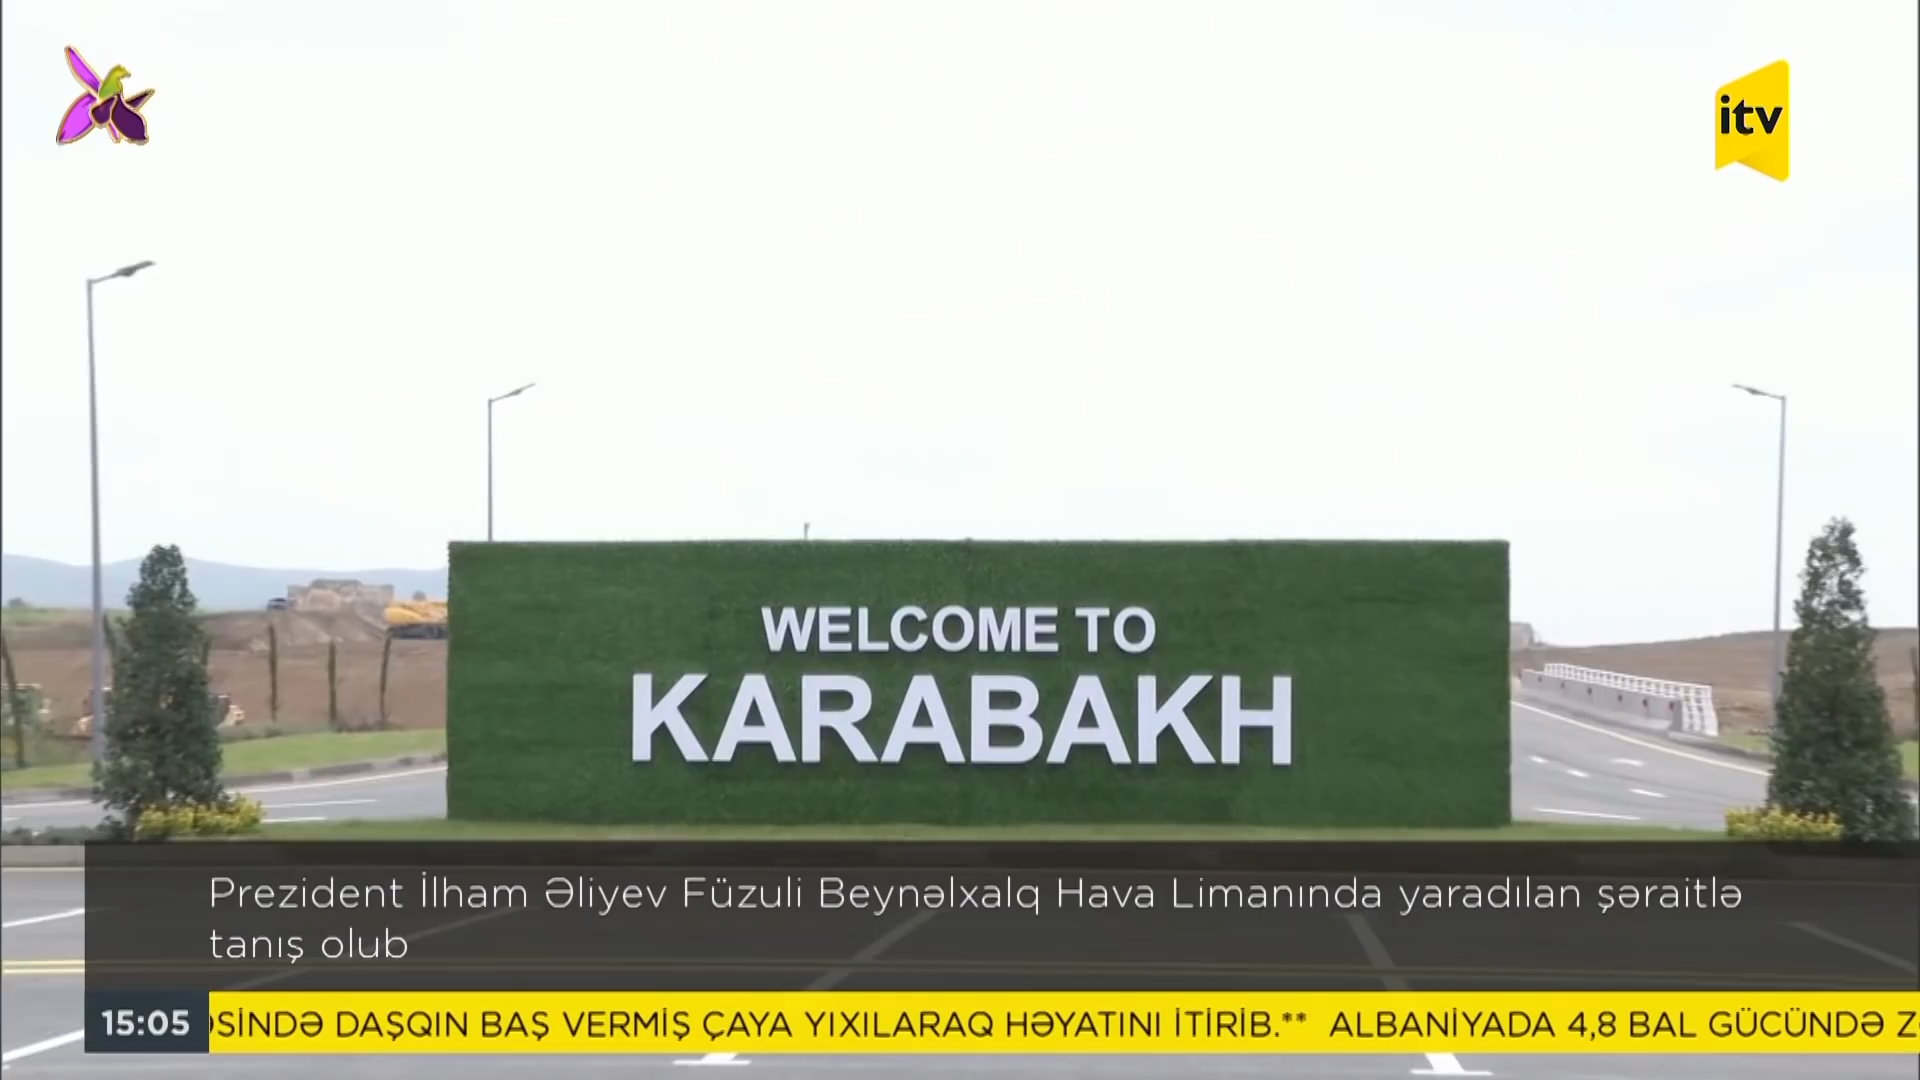 itv
WELCOME TO
KARABAKH
Prezident İlham Əliyev Füzuli Beynəlxalq Hava Limanında yaradılan şəraitlə
tanış olub
15:05
SİNDƏ DAŞQIN BAŞ VERMİŞ ÇAYA YIXILARAQ HƏYATINI İTİRİB.** ALBANİYADA 4,8 BAL GÜCÜNDƏ